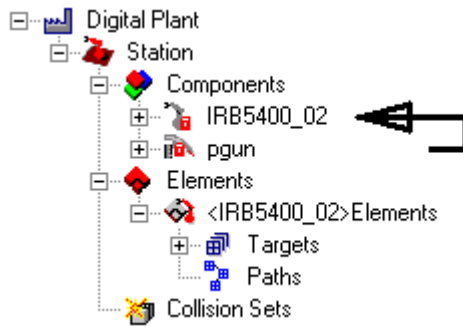 Digital Plant
Station
Components
IRB5400_02
pgun
Elements
<IRB5400_02>Elements
Targets
Paths
Collision Sets